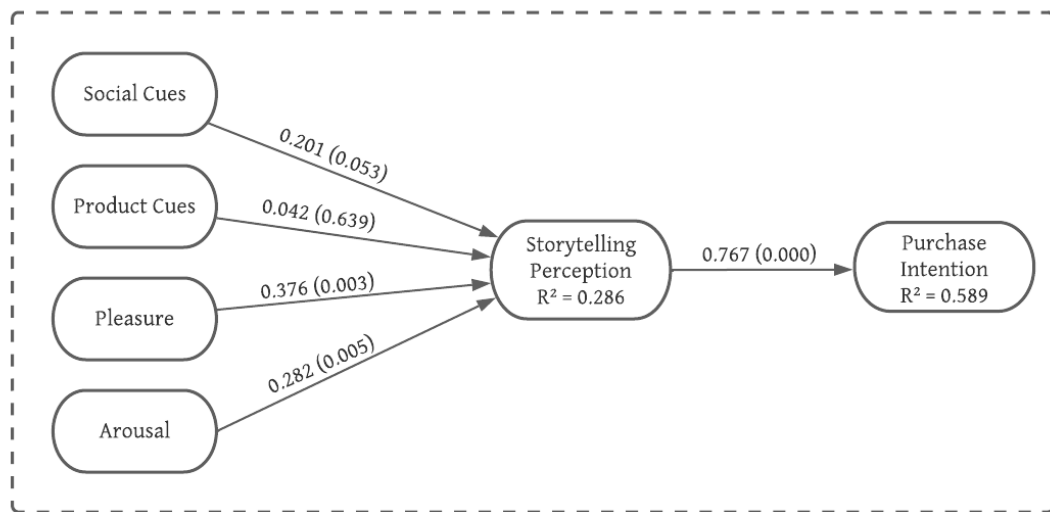 Social Cues
0.201 (0.053)
Product Cues
0.042 (0.639)
Pleasure
0.376 (0.003)
Arousal
0.282 (0.005)
Storytelling
Perception
R² = 0.286
0.767 (0.000)
Purchase
Intention
R² = 0.589